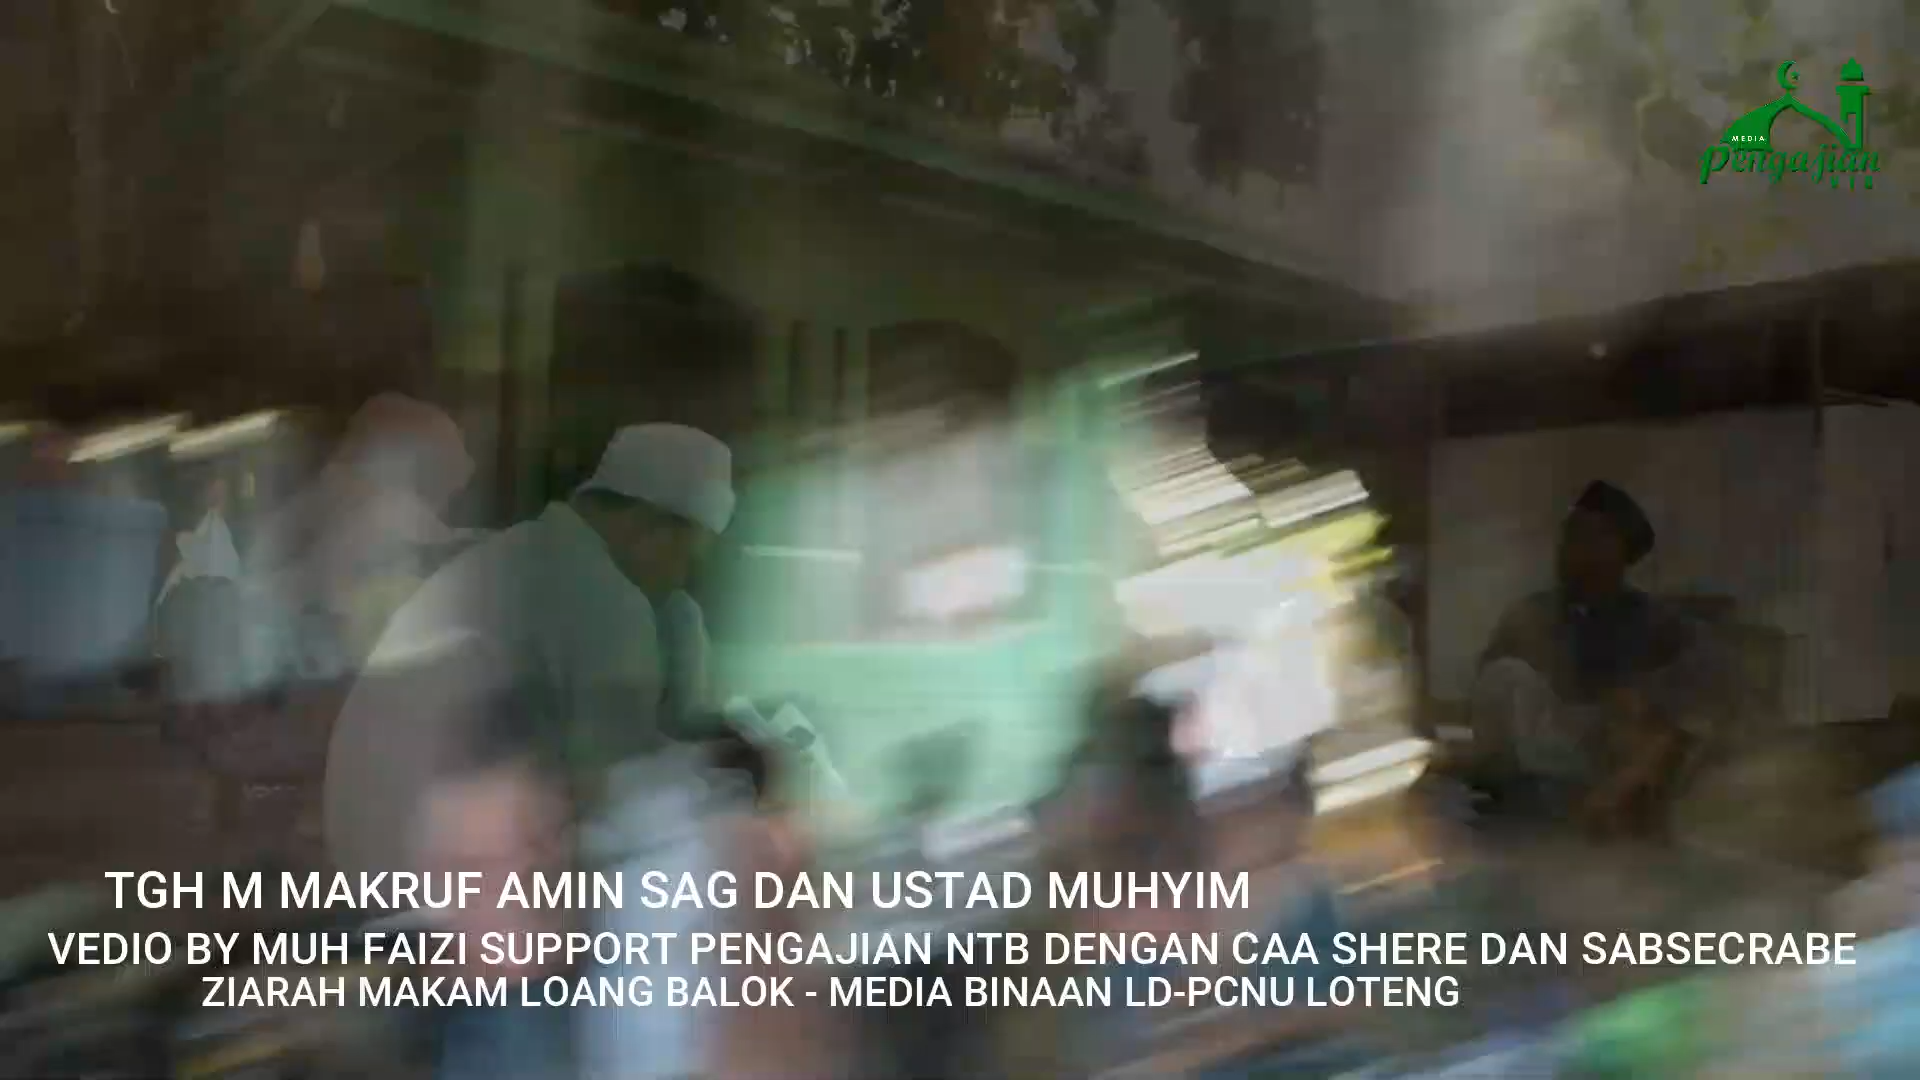 MEDIA
Pengajian
NTB
TGH M MAKRUF AMIN SAG DAN USTAD MUHYIM
VEDIO BY MUH FAIZI SUPPORT PENGAJIAN NTB DENGAN CAA SHERE DAN SABSECRABE
ZIARAH MAKAM LOANG BALOK - MEDIA BINAAN LD-PCNU LOTENG